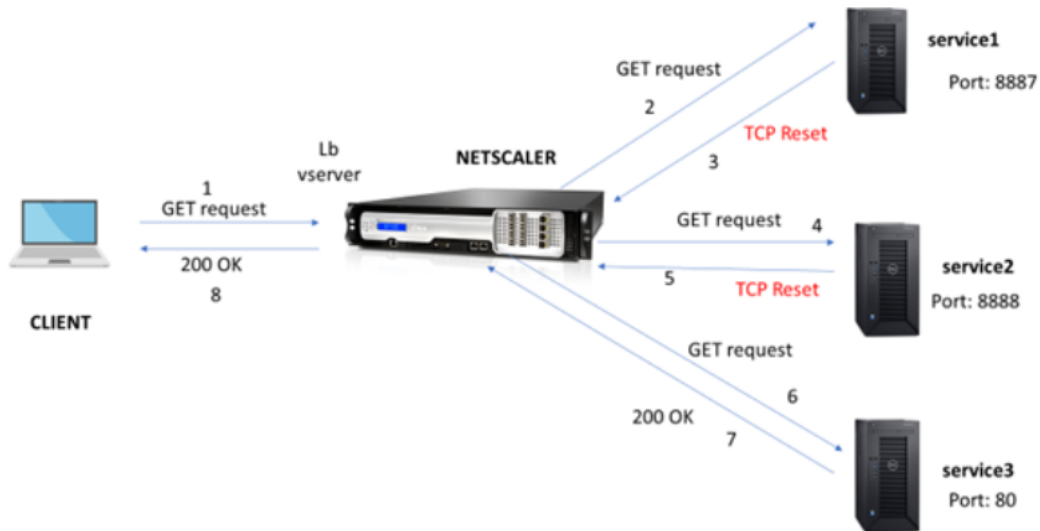 service1
Port: 8887
GET request
2
TCP Reset
3
Lb
vserver
NETSCALER
1
GET request
200 OK
8
CLIENT
GET request
4
5
TCP Reset
service2
Port: 8888
GET request
6
200 OK
7
service3
Port: 80